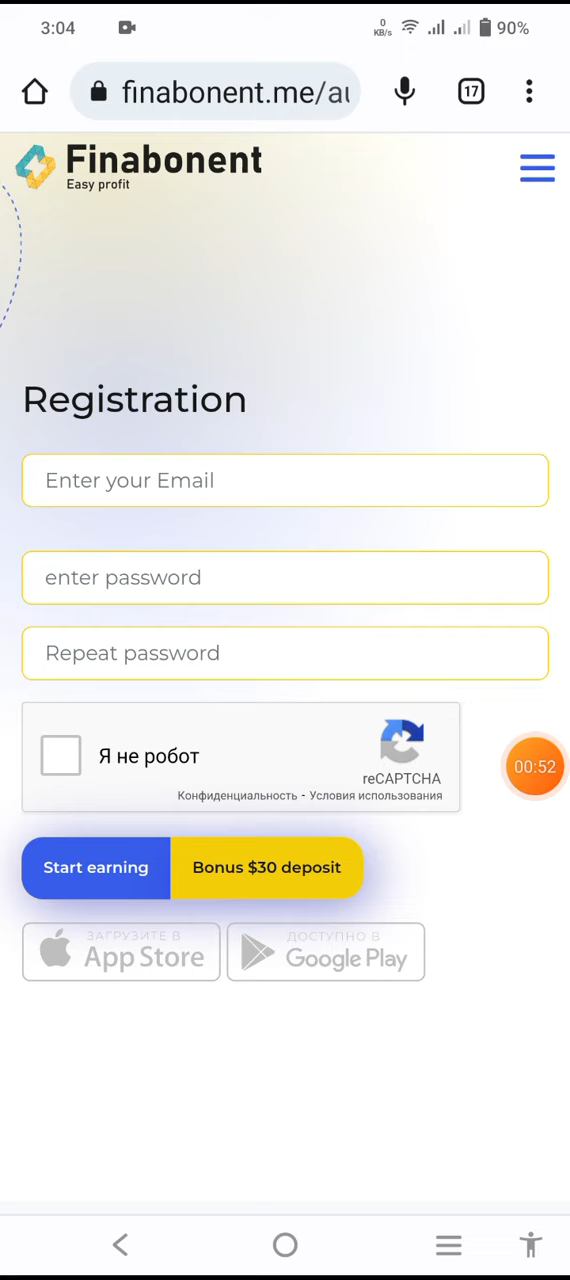 3:04
0
KB/s
90%
finabonent.me/au
17
Finabonent
Easy profit
Registration
Enter your Email
enter password
Repeat password
Я не робот
reCAPTCHA
Конфиденциальность - Условия использования
00:52
Start earning
Bonus $30 deposit
ЗАГРУЗИТЕ В
App Store
ДОСТУПНО В
Google Play